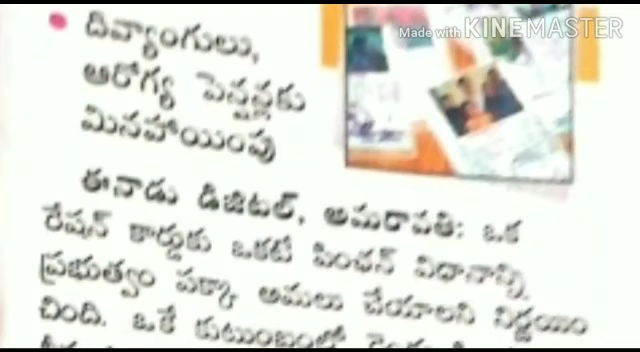 Made with KINEMASTER
దివ్యాంగులు,
ఆరోగ్య పెన్షన్లకు
మినహాయింపు
ఈనాడు డిజిటల్, అమరావతి: ఒక
రేషన్ కార్డుకు ఒకటే పింఛన్ విధానాన్ని
ప్రభుత్వం పక్కా అమలు చేయాలని నిర్ణయిం
చింది. ఒకే కుటుంబంలో